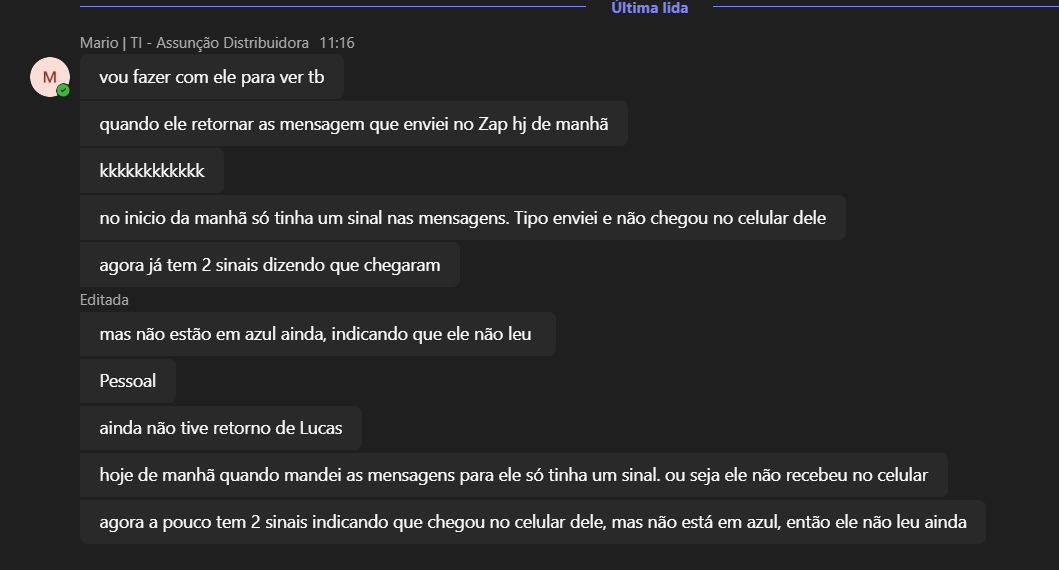 Última lida
Mario | TI - Assunção Distribuidora 11:16
M
vou fazer com ele para ver tb
quando ele retornar as mensagem que enviei no Zap hj de manhã
kkkkkkkkkkkk
no inicio da manhã só tinha um sinal nas mensagens. Tipo enviei e não chegou no celular dele
agora já tem 2 sinais dizendo que chegaram
Editada
mas não estão em azul ainda, indicando que ele não leu
Pessoal
ainda não tive retorno de Lucas
hoje de manhã quando mandei as mensagens para ele só tinha um sinal. ou seja ele não recebeu no celular
agora a pouco tem 2 sinais indicando que chegou no celular dele, mas não está em azul, então ele não leu ainda